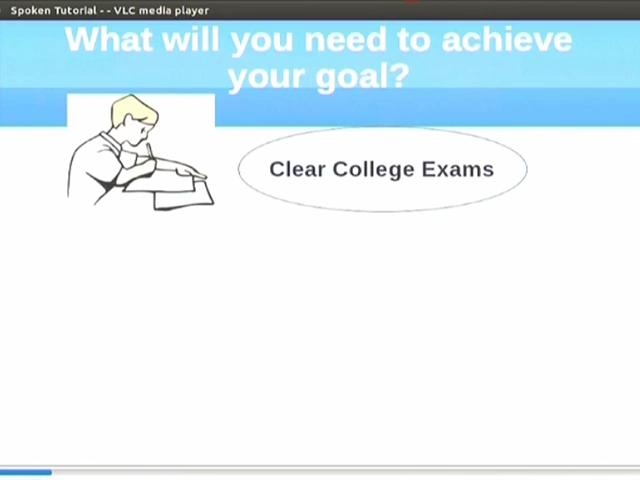 Spoken Tutorial - - VLC media player
What will you need to achieve
your goal?
Clear College Exams